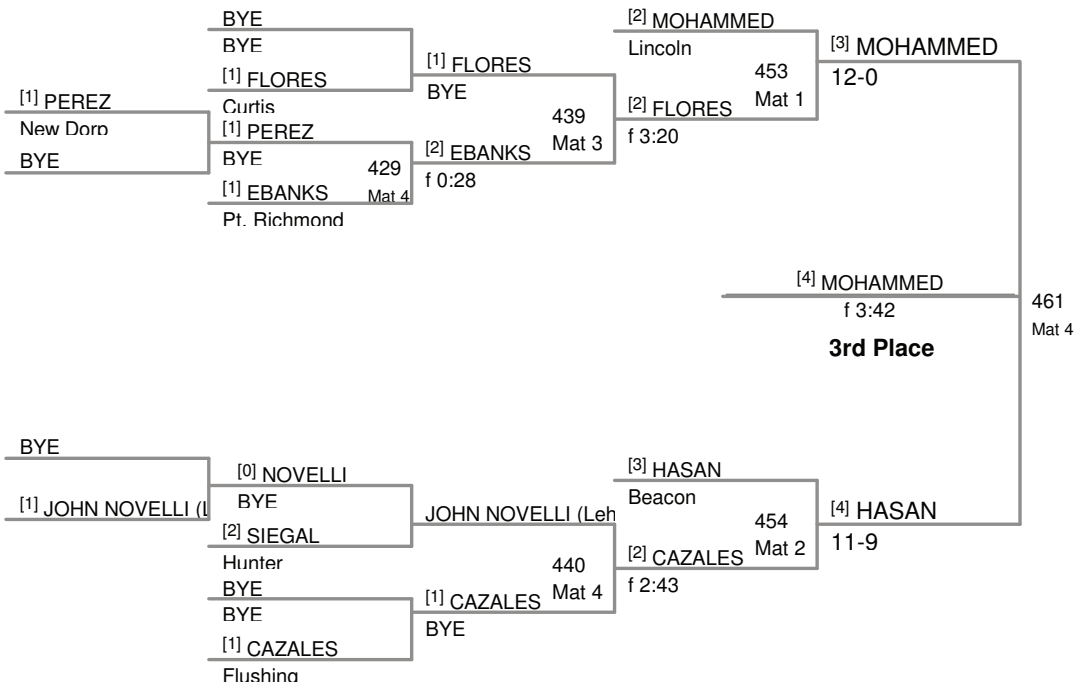 BYE
BYE
[1] FLORES
Curtis
[1] PEREZ
New Dorp
BYE
[1] PEREZ
BYE
429
Mat 4
[1] EBANKS
Pt. Richmond
[1] FLORES
BYE
439
Mat 3
[2] EBANKS
f 0:28
[2] MOHAMMED
Lincoln
453
Mat 1
[2] FLORES
f 3:20
[3] MOHAMMED
12-0
[4] MOHAMMED
f 3:42
3rd Place
461
Mat 4
BYE
[1] JOHN NOVELLI (L
[0] NOVELLI
BYE
[2] SIEGAL
Hunter
BYE
BYE
[1] CAZALES
Flushing
JOHN NOVELLI (Leh
440
Mat 4
[1] CAZALES
BYE
[3] HASAN
Beacon
454
Mat 2
[2] CAZALES
f 2:43
[4] HASAN
11-9